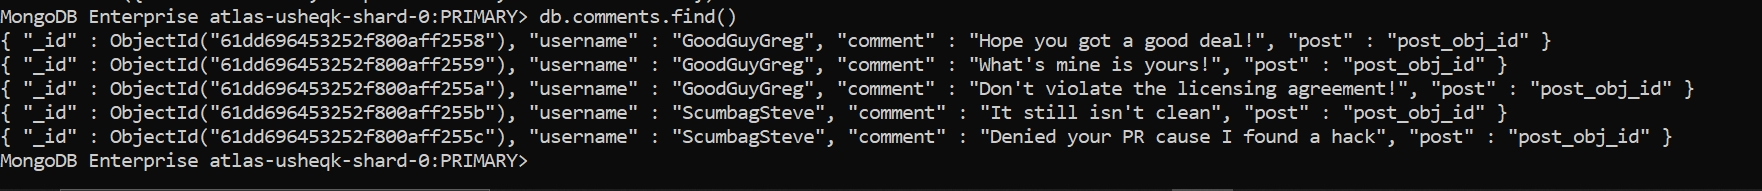 MongoDB Enterprise atlas-usheqk-shard-0:PRIMARY> db.comments.find()
{ "_id" : ObjectId("61dd696453252f800aff2558"), "username" : "GoodGuyGreg", "comment" : "Hope you got a good deal!", "post" : "post_obj_id" }
{ "_id" : ObjectId("61dd696453252f800aff2559"), "username" : "GoodGuyGreg", "comment" : "What's mine is yours!", "post" : "post_obj_id" }
{ "_id" : ObjectId("61dd696453252f800aff255a"), "username" : "GoodGuyGreg", "comment" : "Don't violate the licensing agreement!", "post" : "post_obj_id" }
{ "_id" : ObjectId("61dd696453252f800aff255b"), "username" : "ScumbagSteve", "comment" : "It still isn't clean", "post" : "post_obj_id" }
{ "_id" : ObjectId("61dd696453252f800aff255c"), "username" : "ScumbagSteve", "comment" : "Denied your PR cause I found a hack", "post" : "post_obj_id" }
MongoDB Enterprise atlas-usheqk-shard-0:PRIMARY>